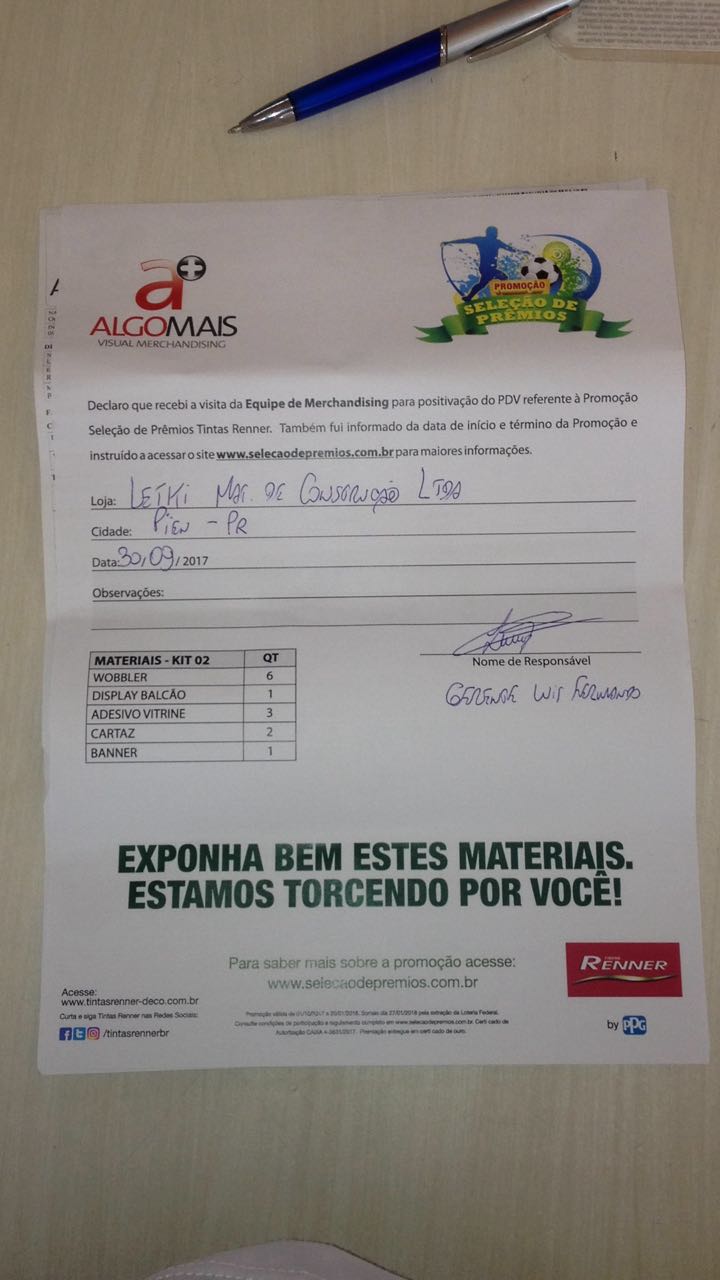 a+
ALGOMAIS
VISUAL MERCHANDISING
PROMOÇÃO
SELEÇÃO DE
PRÊMIOS
Declaro que recebi a visita da Equipe de Merchandising para positivação do PDV referente à Promoção
Seleção de Prêmios Tintas Renner. Também fui informado da data de início e término da Promoção e
instruído a acessar o site www.selecaodepremios.com.br para maiores informações.
Loja: LEIKI MAT. DE CONSTRUÇÃO LTDA
Cidade: PIÊN - PR
Data: 30/09/2017
Observações:
Nome de Responsável
GERENTE LUIS FERNANDO
MATERIAIS - KIT 02 QT
WOBBLER 6
DISPLAY BALCÃO 1
ADESIVO VITRINE 3
CARTAZ 2
BANNER 1
EXPONHA BEM ESTES MATERIAIS.
ESTAMOS TORCENDO POR VOCÊ!
Para saber mais sobre a promoção acesse:
www.selecaodepremios.com.br
TINTAS
RENNER
Acesse:
www.tintasrenner-deco.com.br
Curta e siga Tintas Renner nas Redes Sociais:
/tintasrennerbr
Promoção válida de 01/10/2017 a 20/01/2018. Sorteio dia 27/01/2018 pela extração da Loteria Federal.
Consulte condições de participação e regulamento completo em www.selecaodepremios.com.br. Certificado de
Autorização CAIXA 4-3631/2017. Premiação entregue em certificado de ouro.
by PPG